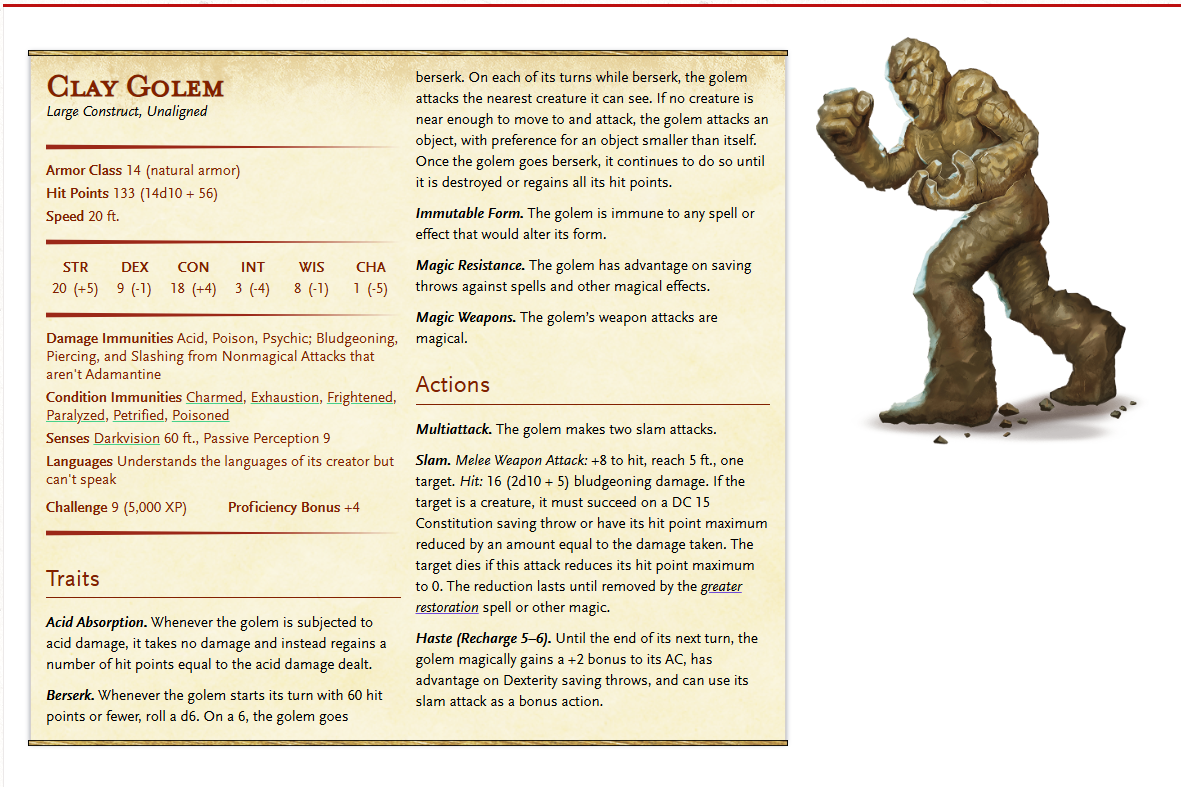 CLAY GOLEM
Large Construct, Unaligned
Armor Class 14 (natural armor)
Hit Points 133 (14d10 + 56)
Speed 20 ft.
STR DEX CON INT WIS CHA
20 (+5) 9 (-1) 18 (+4) 3 (-4) 8 (-1) 1 (-5)
Damage Immunities Acid, Poison, Psychic; Bludgeoning,
Piercing, and Slashing from Nonmagical Attacks that
aren't Adamantine
Condition Immunities Charmed, Exhaustion, Frightened,
Paralyzed, Petrified, Poisoned
Senses Darkvision 60 ft., Passive Perception 9
Languages Understands the languages of its creator but
can't speak
Challenge 9 (5,000 XP) Proficiency Bonus +4
Traits
Acid Absorption. Whenever the golem is subjected to
acid damage, it takes no damage and instead regains a
number of hit points equal to the acid damage dealt.
Berserk. Whenever the golem starts its turn with 60 hit
points or fewer, roll a d6. On a 6, the golem goes
berserk. On each of its turns while berserk, the golem
attacks the nearest creature it can see. If no creature is
near enough to move to and attack, the golem attacks an
object, with preference for an object smaller than itself.
Once the golem goes berserk, it continues to do so until
it is destroyed or regains all its hit points.
Immutable Form. The golem is immune to any spell or
effect that would alter its form.
Magic Resistance. The golem has advantage on saving
throws against spells and other magical effects.
Magic Weapons. The golem's weapon attacks are
magical.
Actions
Multiattack. The golem makes two slam attacks.
Slam. Melee Weapon Attack: +8 to hit, reach 5 ft., one
target. Hit: 16 (2d10 + 5) bludgeoning damage. If the
target is a creature, it must succeed on a DC 15
Constitution saving throw or have its hit point maximum
reduced by an amount equal to the damage taken. The
target dies if this attack reduces its hit point maximum
to 0. The reduction lasts until removed by the greater
restoration spell or other magic.
Haste (Recharge 5–6). Until the end of its next turn, the
golem magically gains a +2 bonus to its AC, has
advantage on Dexterity saving throws, and can use its
slam attack as a bonus action.